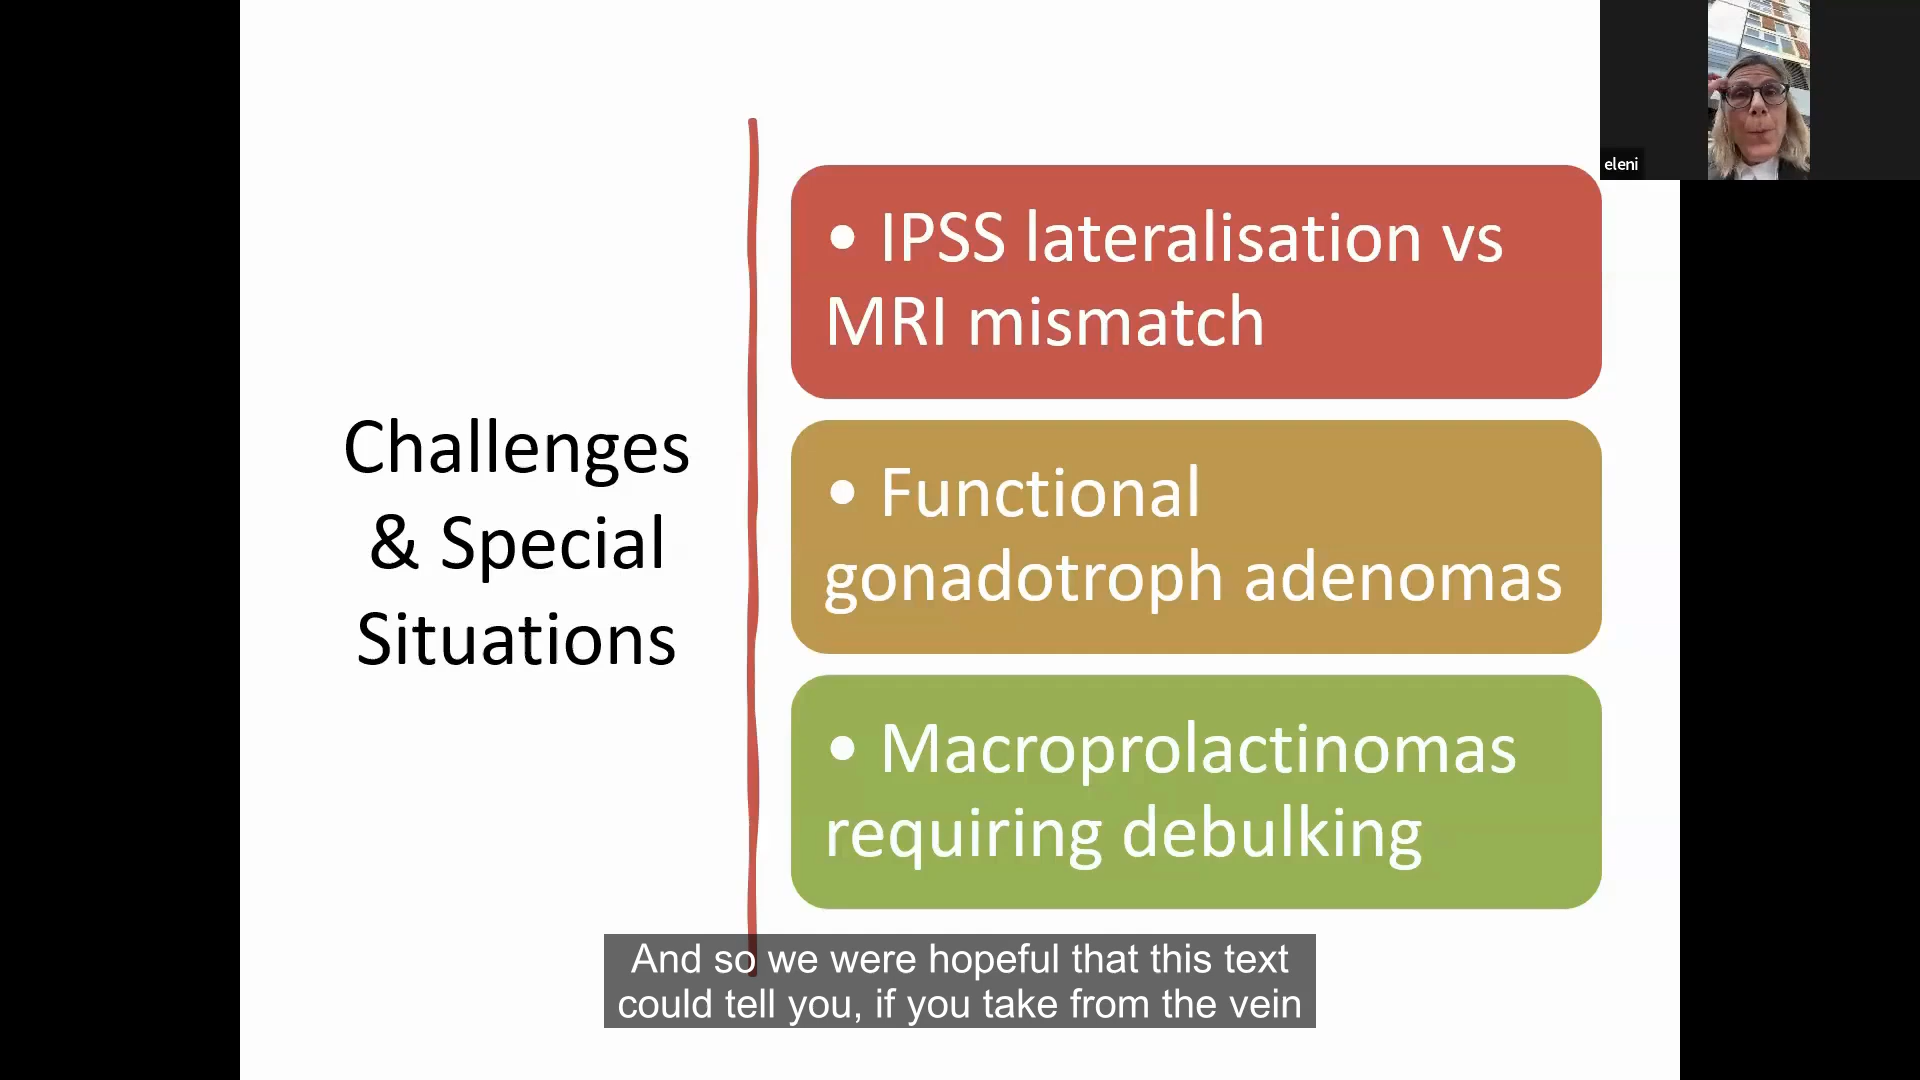 eleni
Challenges
& Special
Situations
• IPSS lateralisation vs
MRI mismatch
• Functional
gonadotroph adenomas
• Macroprolactinomas
requiring debulking
And so we were hopeful that this text
could tell you, if you take from the vein